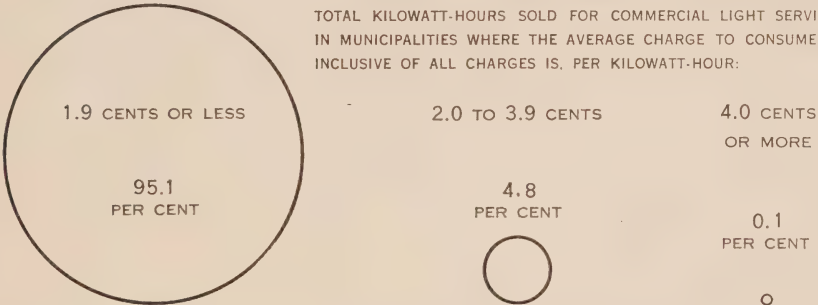 TOTAL KILOWATT-HOURS SOLD FOR COMMERCIAL LIGHT SERVI
IN MUNICIPALITIES WHERE THE AVERAGE CHARGE TO CONSUME
INCLUSIVE OF ALL CHARGES IS, PER KILOWATT-HOUR:
1.9 CENTS OR LESS
95.1
PER CENT
2.0 TO 3.9 CENTS
4.8
PER CENT
4.0 CENTS
OR MORE
0.1
PER CENT